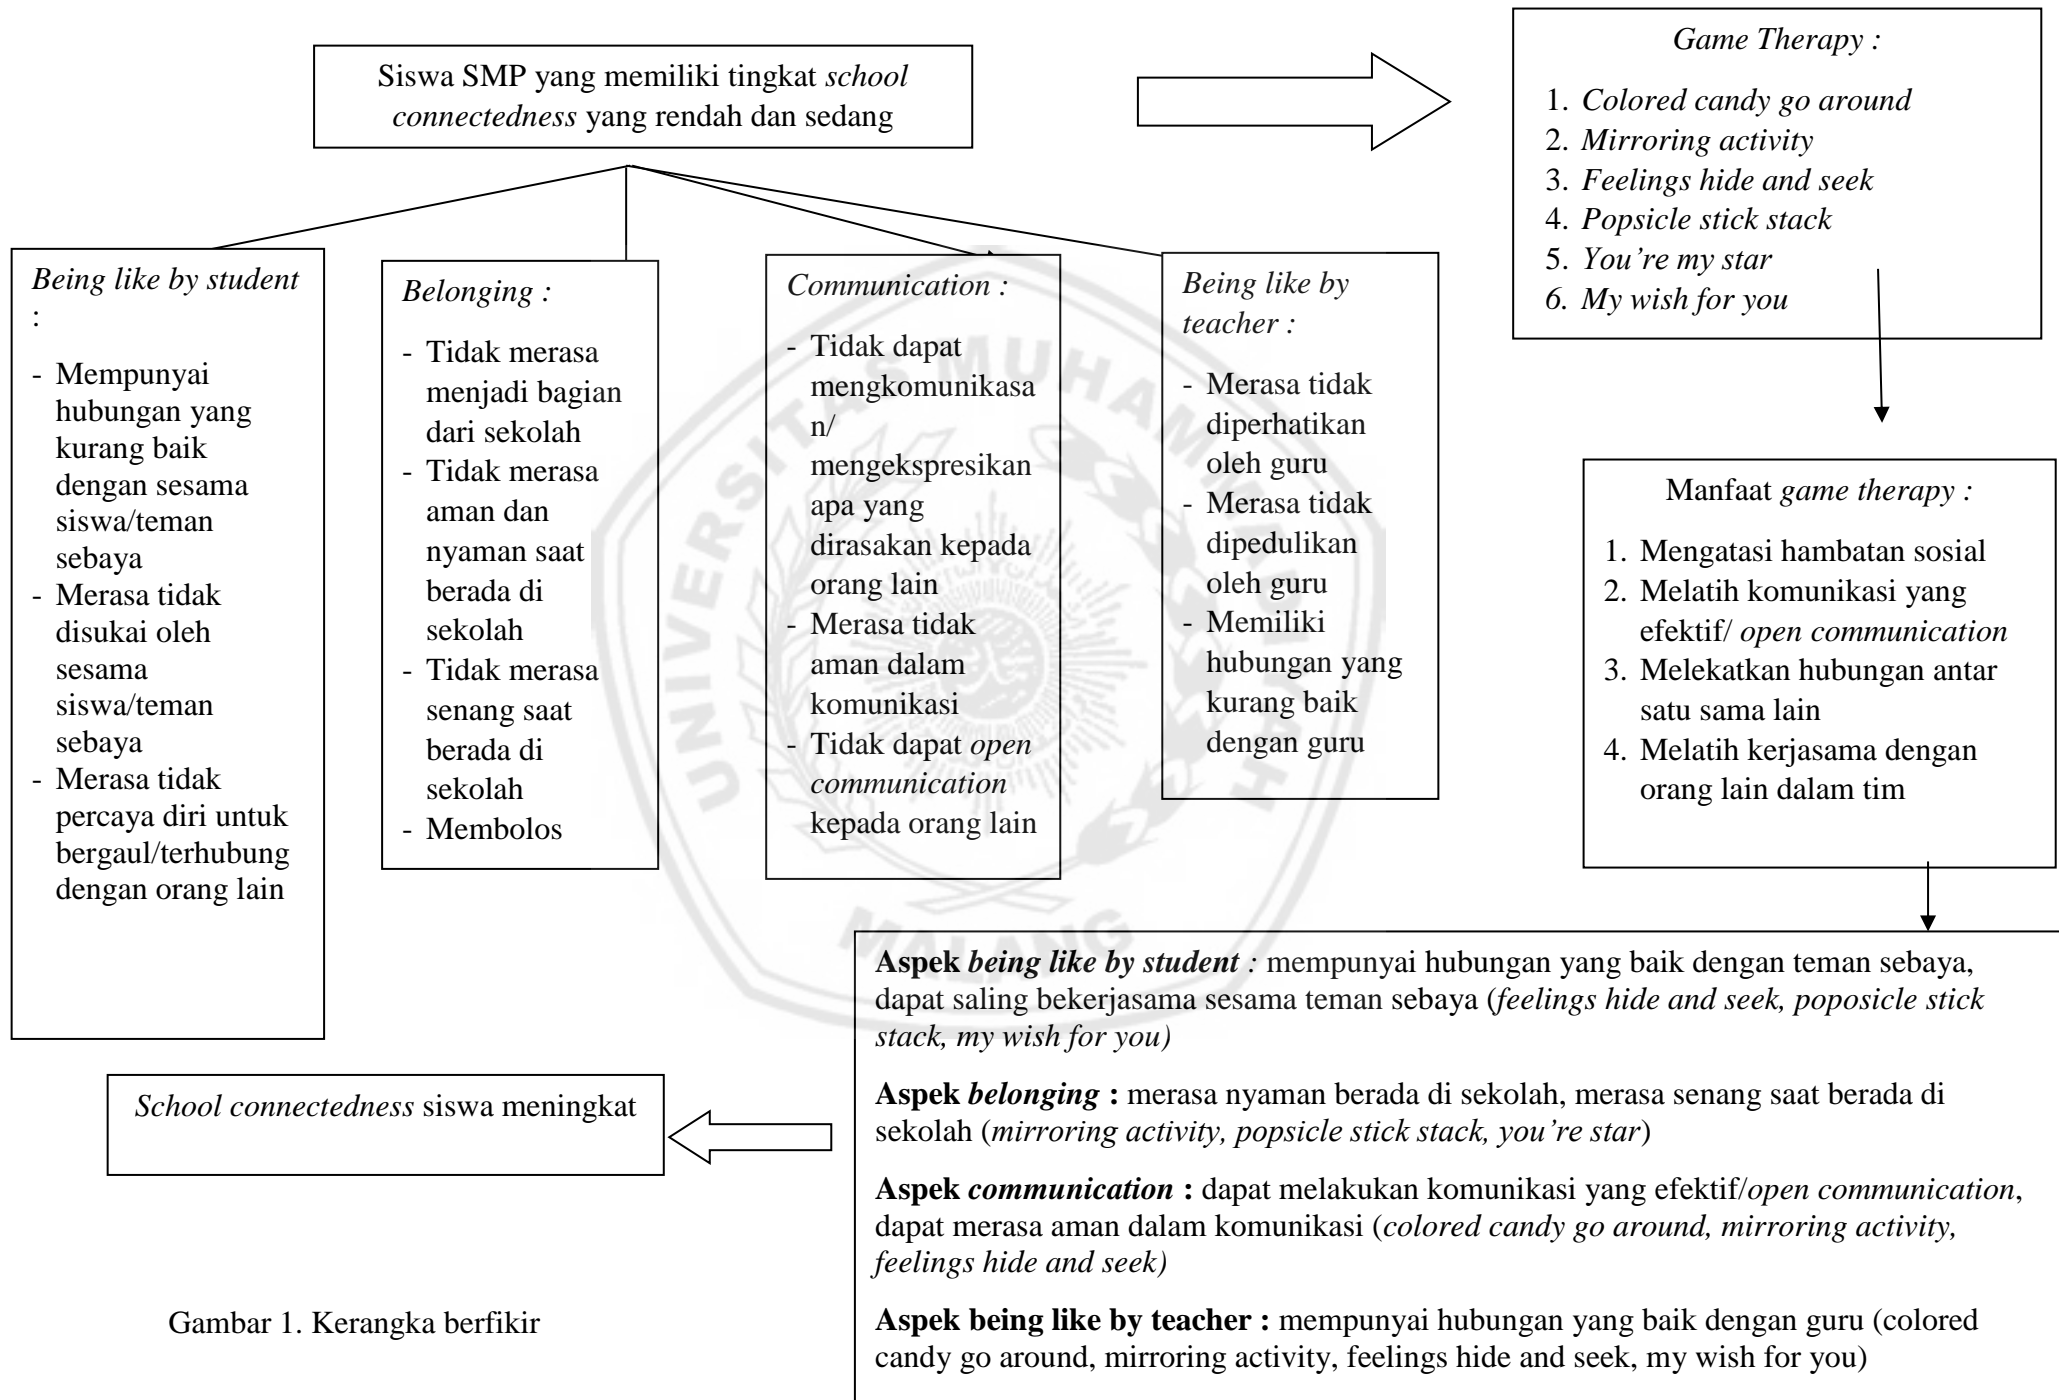 Siswa SMP yang memiliki tingkat school
connectedness yang rendah dan sedang
Game Therapy :
1. Colored candy go around
2. Mirroring activity
3. Feelings hide and seek
4. Popsicle stick stack
5. You’re my star
6. My wish for you
Being like by student
:
- Mempunyai
hubungan yang
kurang baik
dengan sesama
siswa/teman
sebaya
- Merasa tidak
disukai oleh
sesama
siswa/teman
sebaya
- Merasa tidak
percaya diri untuk
bergaul/terhubung
dengan orang lain
Belonging :
- Tidak merasa
menjadi bagian
dari sekolah
- Tidak merasa
aman dan
nyaman saat
berada di
sekolah
- Tidak merasa
senang saat
berada di
sekolah
- Membolos
Communication :
- Tidak dapat
mengkomunikasa
n/
mengekspresikan
apa yang
dirasakan kepada
orang lain
- Merasa tidak
aman dalam
komunikasi
- Tidak dapat open
communication
kepada orang lain
Being like by
teacher :
- Merasa tidak
diperhatikan
oleh guru
- Merasa tidak
dipedulikan
oleh guru
- Memiliki
hubungan yang
kurang baik
dengan guru
Manfaat game therapy :
1. Mengatasi hambatan sosial
2. Melatih komunikasi yang
efektif/ open communication
3. Melekatkan hubungan antar
satu sama lain
4. Melatih kerjasama dengan
orang lain dalam tim
Aspek being like by student : mempunyai hubungan yang baik dengan teman sebaya,
dapat saling bekerjasama sesama teman sebaya (feelings hide and seek, poposicle stick
stack, my wish for you)
Aspek belonging : merasa nyaman berada di sekolah, merasa senang saat berada di
sekolah (mirroring activity, popsicle stick stack, you’re star)
Aspek communication : dapat melakukan komunikasi yang efektif/open communication,
dapat merasa aman dalam komunikasi (colored candy go around, mirroring activity,
feelings hide and seek)
Aspek being like by teacher : mempunyai hubungan yang baik dengan guru (colored
candy go around, mirroring activity, feelings hide and seek, my wish for you)
School connectedness siswa meningkat
Gambar 1. Kerangka berfikir
UNIVERSITAS MUHAMMADIYAH
MALANG